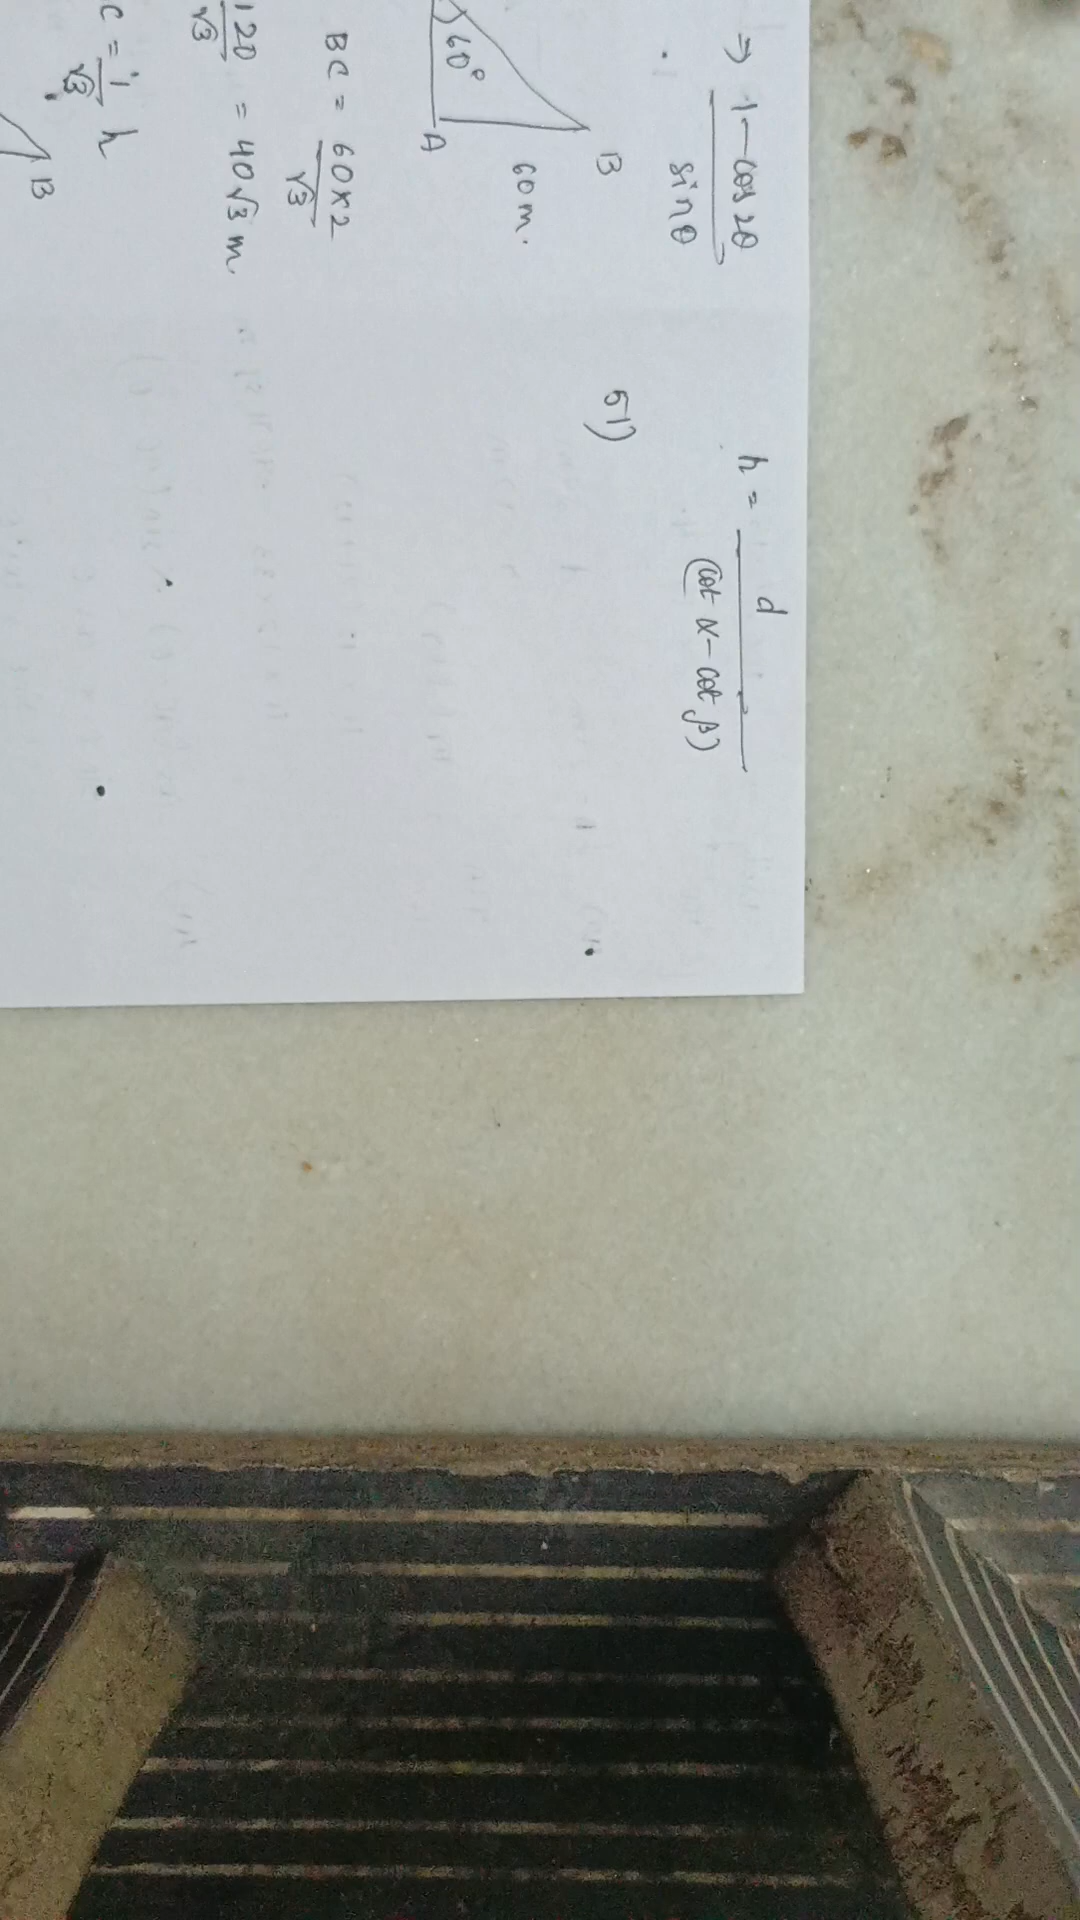 ⇒ 1 - cos 2θ
sin θ
B
60 m.
60°
A
BC = 60 × 2
√3
120 = 40√3 m
√3
C = 1 h
√3
B
h = d
(cot α - cot β)
51)